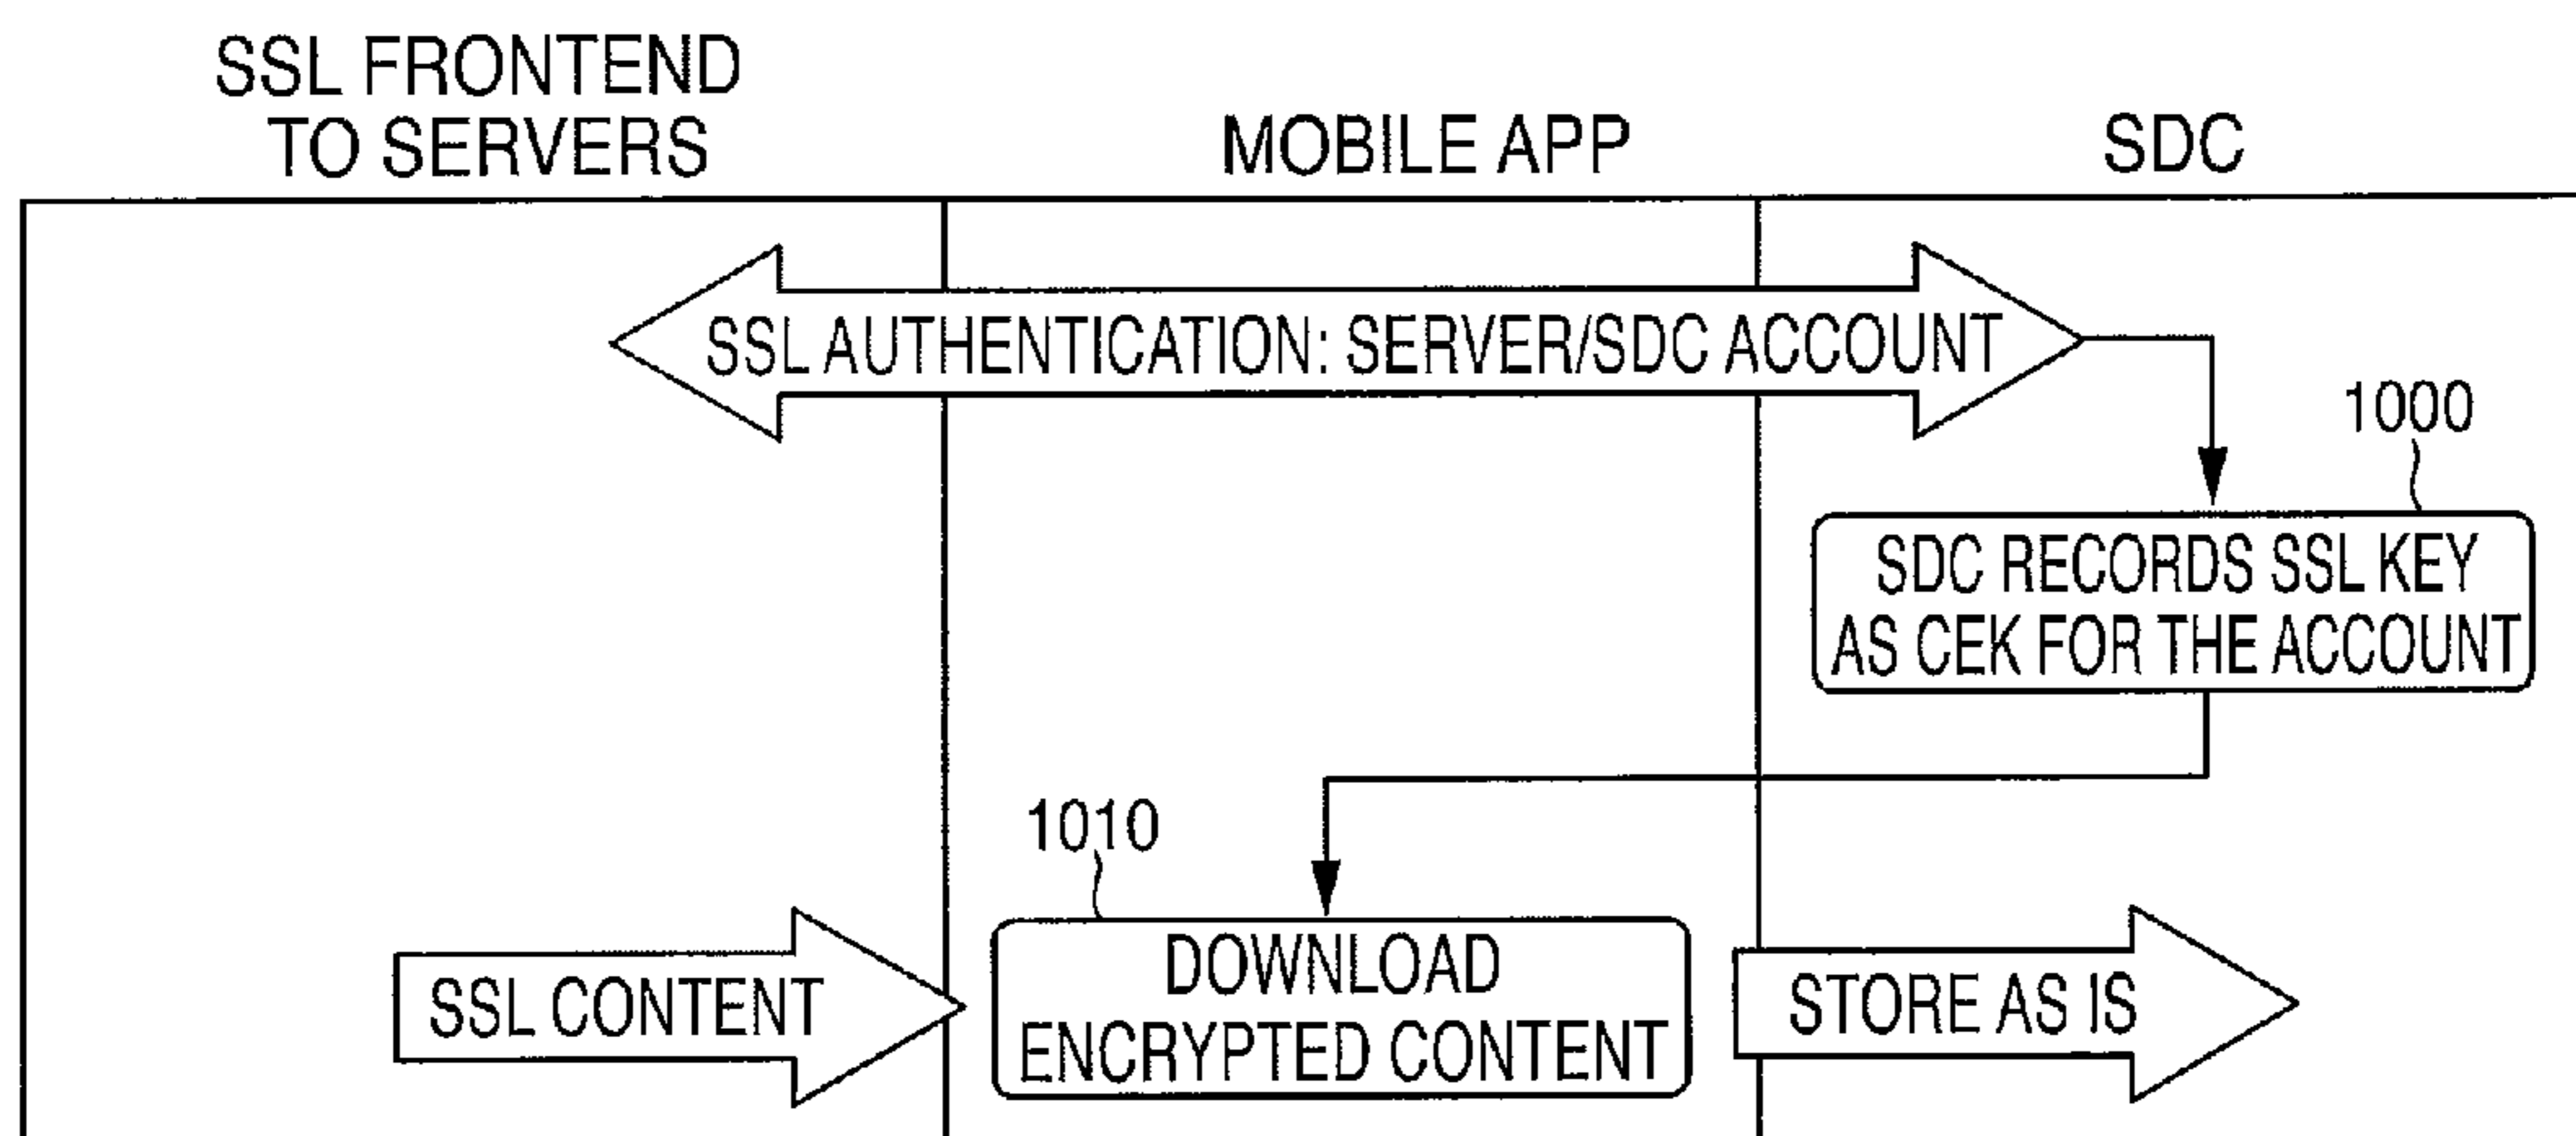 SSL FRONTEND
TO SERVERS
MOBILE APP
SDC
SSL AUTHENTICATION: SERVER/SDC ACCOUNT
1000
SDC RECORDS SSL KEY
AS CEK FOR THE ACCOUNT
1010
SSL CONTENT
DOWNLOAD
ENCRYPTED CONTENT
STORE AS IS